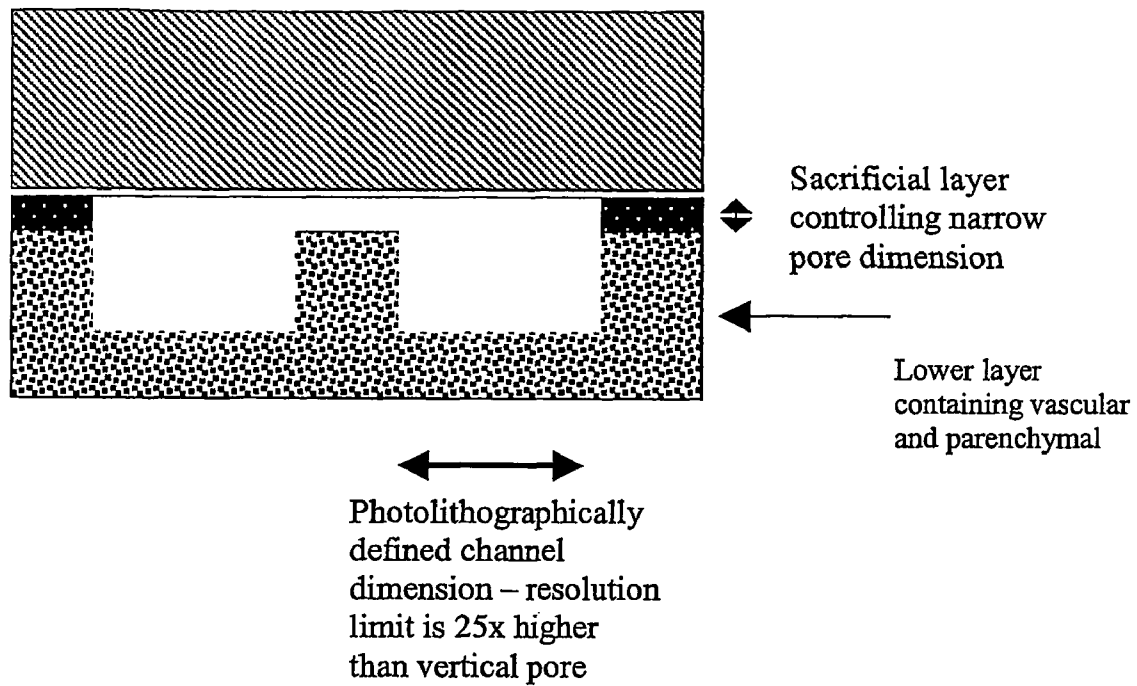 Sacrificial layer
controlling narrow
pore dimension
Lower layer
containing vascular
and parenchymal
Photolithographically
defined channel
dimension – resolution
limit is 25x higher
than vertical pore